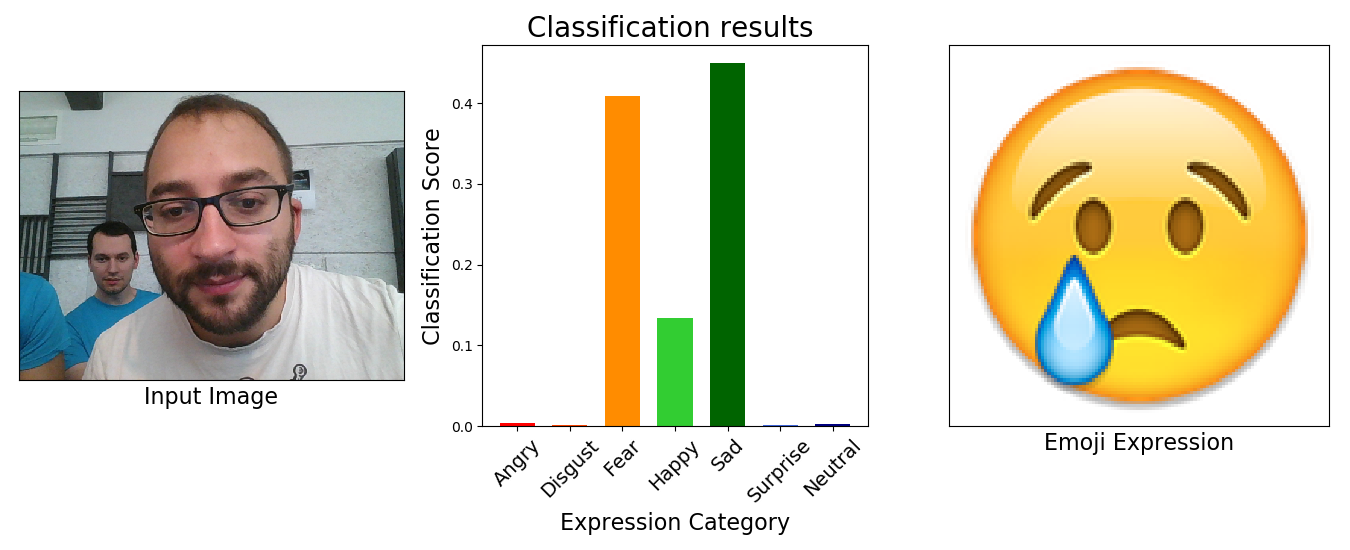 Classification results
Input Image
Classification Score
0.4
0.3
0.2
0.1
0.0
Angry
Disgust
Fear
Happy
Sad
Surprise
Neutral
Expression Category
Emoji Expression